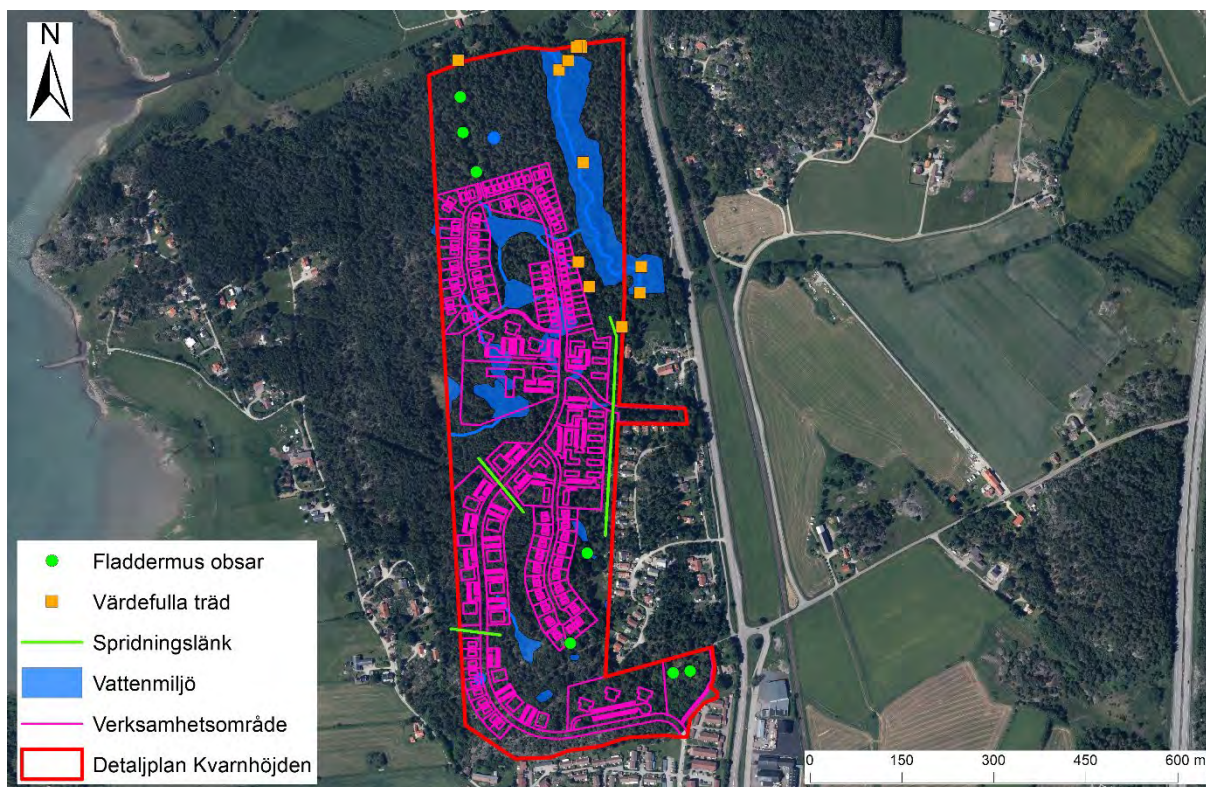 N
Fladdermus obsar
Värdefulla träd
Spridningslänk
Vattenmiljö
Verksamhetsområde
Detaljplan Kvarnhöjden
0 150 300 450 600 m